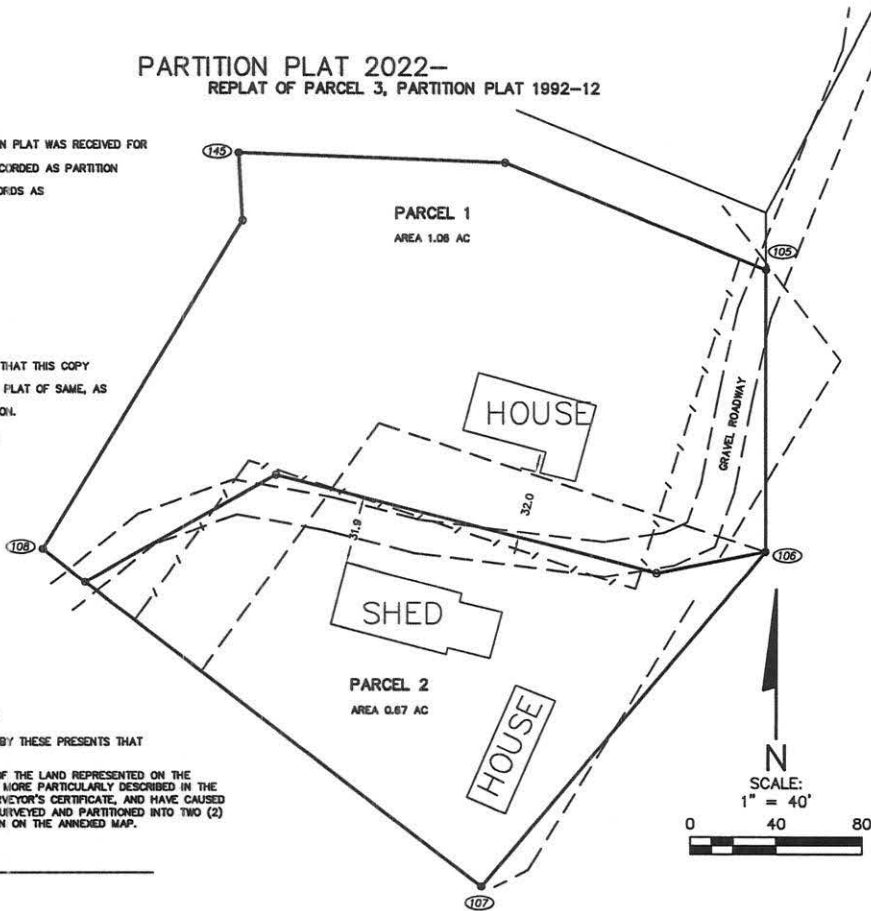 PARTITION PLAT 2022–
REPLAT OF PARCEL 3, PARTITION PLAT 1992–12
N PLAT WAS RECEIVED FOR
CORDED AS PARTITION
ORDS AS
145
PARCEL 1
AREA 1.06 AC
105
THAT THIS COPY
PLAT OF SAME, AS
ON.
HOUSE
GRAVEL ROADWAY
32.0
31.9
108
106
SHED
PARCEL 2
AREA 0.67 AC
HOUSE
BY THESE PRESENTS THAT
OF THE LAND REPRESENTED ON THE
MORE PARTICULARLY DESCRIBED IN THE
RVEYOR'S CERTIFICATE, AND HAVE CAUSED
URVEYED AND PARTITIONED INTO TWO (2)
N ON THE ANNEXED MAP.
N
SCALE:
1" = 40'
0 40 80
107